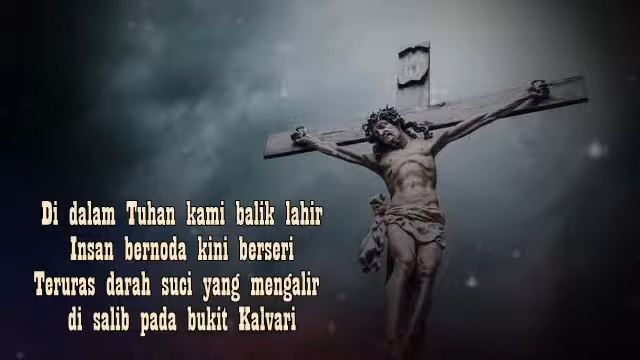 Di dalam Tuhan kami balik lahir
Insan bernoda kini berseri
Teruras darah suci yang mengalir
di salib pada bukit Kalvari